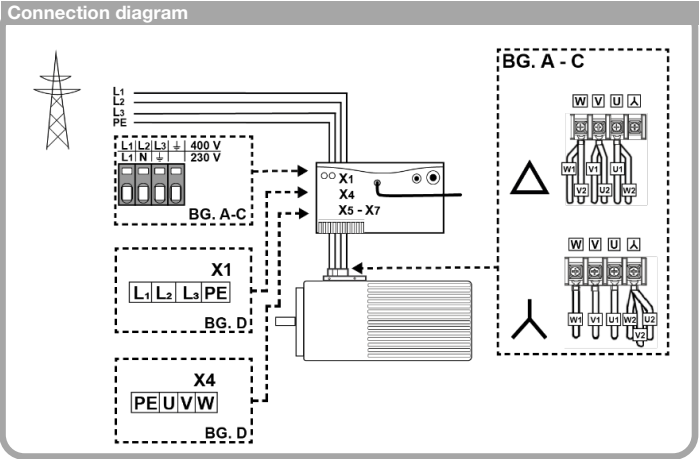 Connection diagram
L1
L2
L3
PE
L1 L2 L3 ⏚ 400 V
L1 N ⏚ 230 V
BG. A-C
X1
L1 L2 L3 PE
BG. D
X4
PE U V W
BG. D
X1
X4
X5 - X7
BG. A - C
W V U ⅄
W1 V1 U1
V2 U2 W2
W V U ⅄
W1 V1 U1 W2 U2
V2